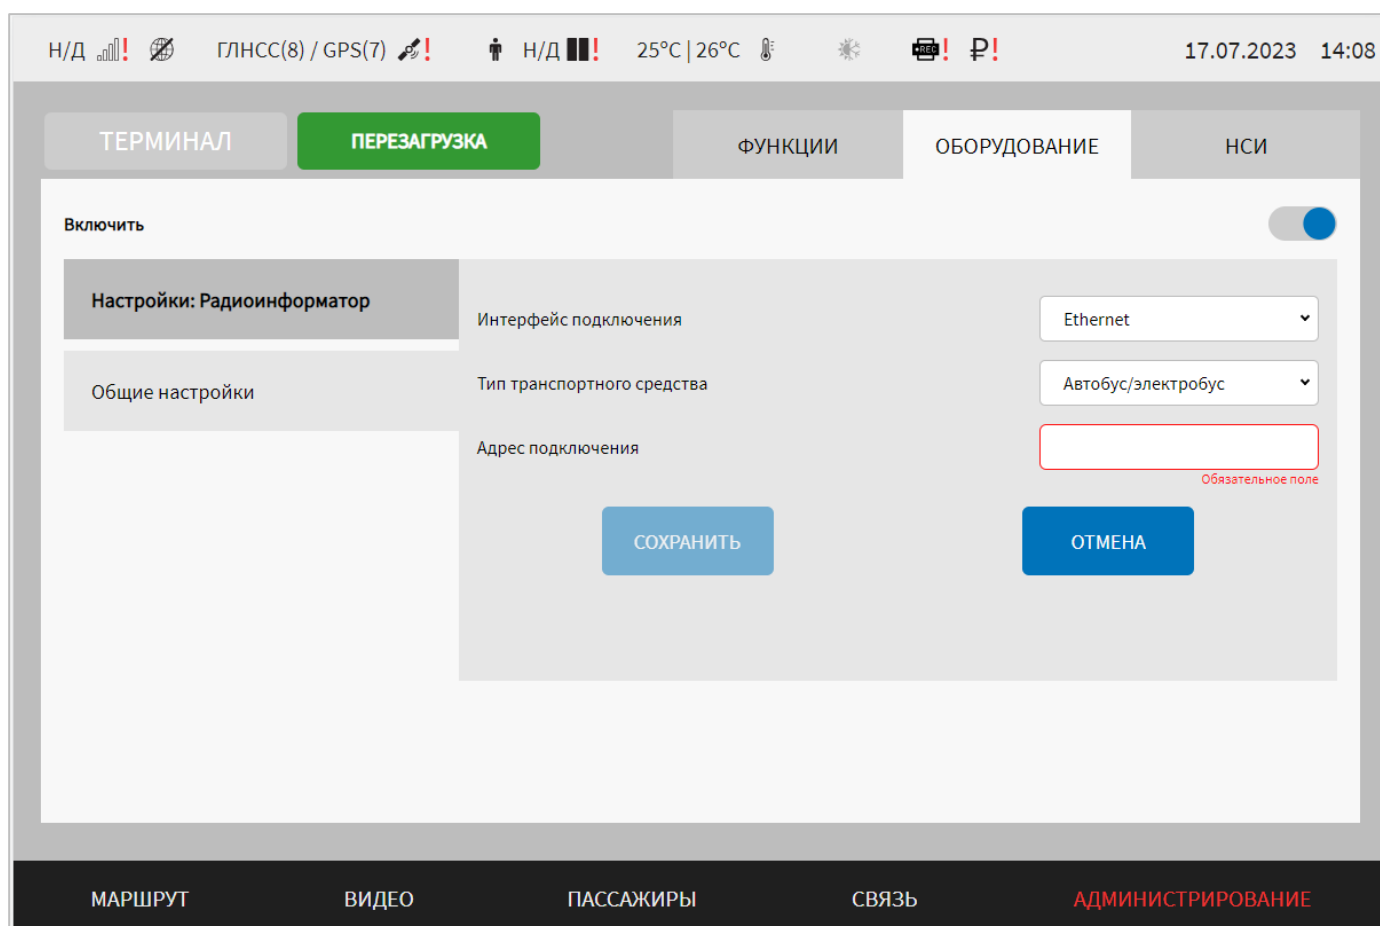 Н/Д ! ГЛНСС(8) / GPS(7) ! Н/Д ! 25°C | 26°C REC ! ₽! 17.07.2023 14:08
ТЕРМИНАЛ ПЕРЕЗАГРУЗКА ФУНКЦИИ ОБОРУДОВАНИЕ НСИ
Включить
Настройки: Радиоинформатор
Общие настройки
Интерфейс подключения Ethernet
Тип транспортного средства Автобус/электробус
Адрес подключения
Обязательное поле
СОХРАНИТЬ ОТМЕНА
МАРШРУТ ВИДЕО ПАССАЖИРЫ СВЯЗЬ АДМИНИСТРИРОВАНИЕ